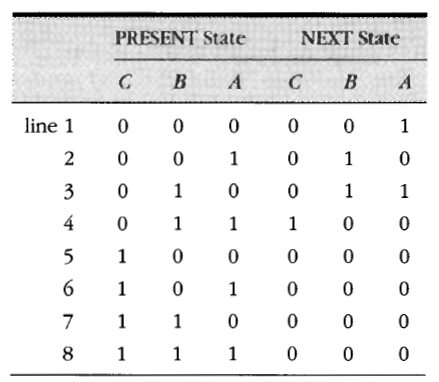 PRESENT State NEXT State
C B A C B A
line 1 0 0 0 0 0 1
2 0 0 1 0 1 0
3 0 1 0 0 1 1
4 0 1 1 1 0 0
5 1 0 0 0 0 0
6 1 0 1 0 0 0
7 1 1 0 0 0 0
8 1 1 1 0 0 0